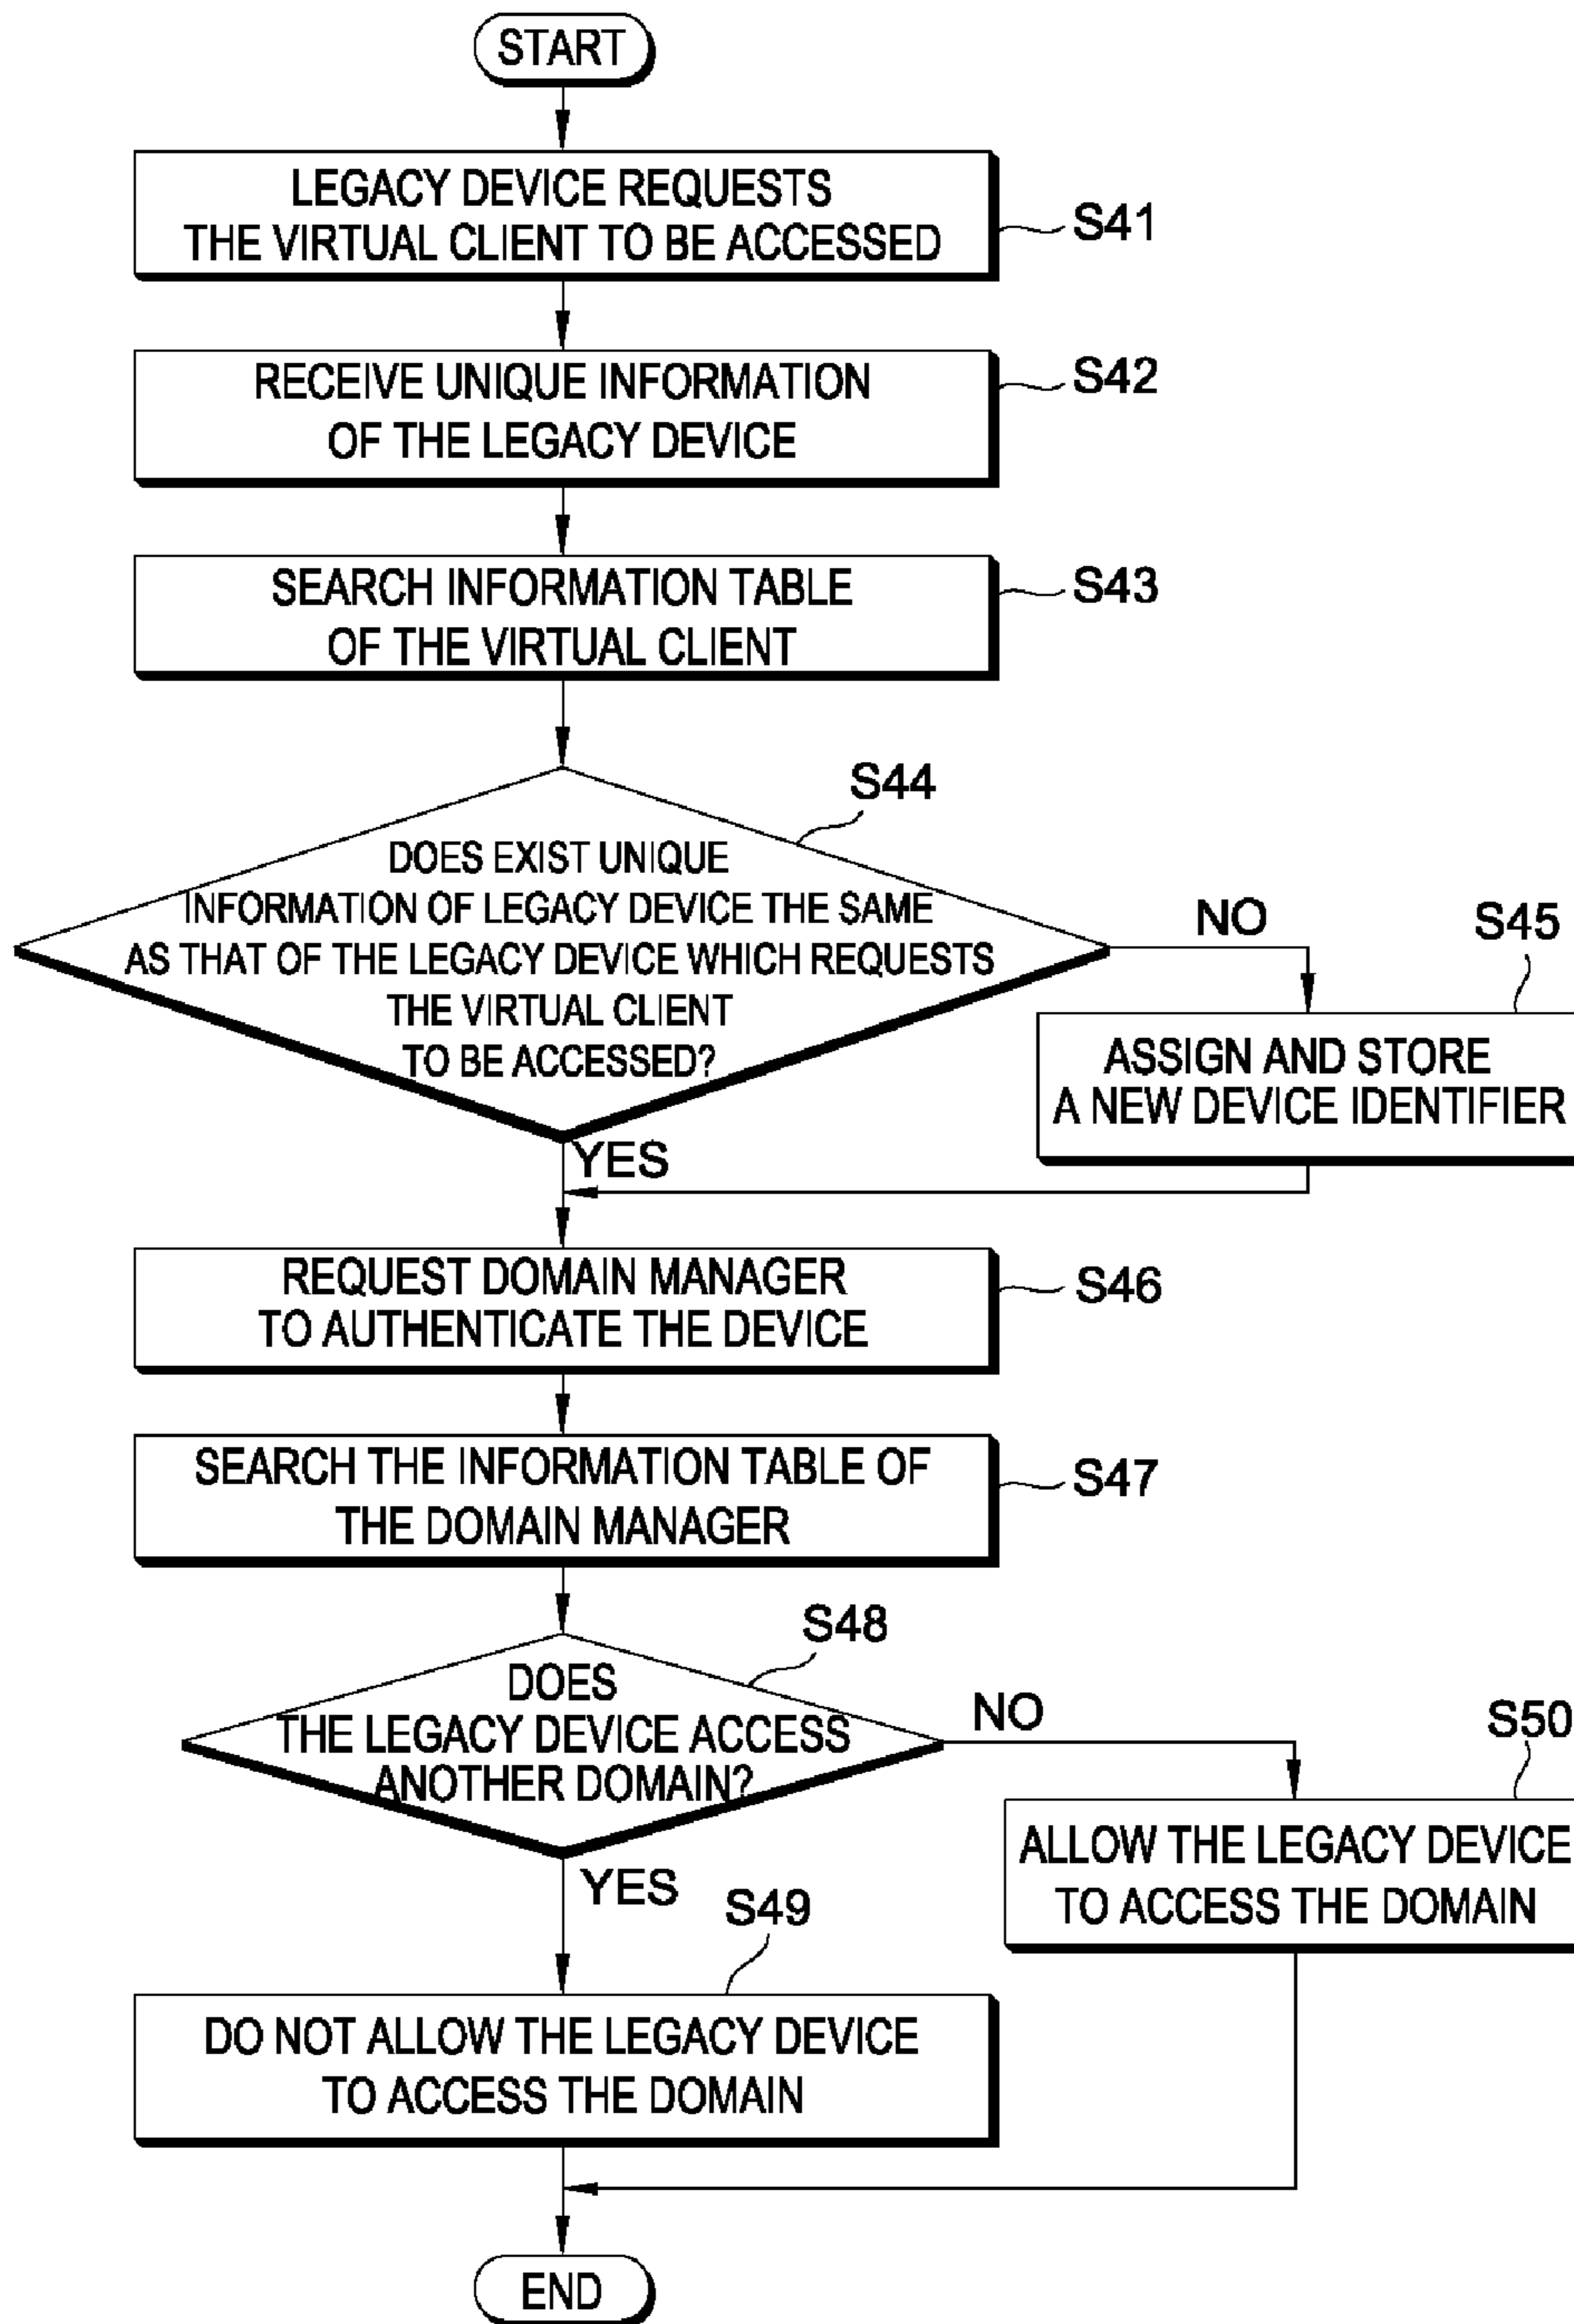 START
LEGACY DEVICE REQUESTS
THE VIRTUAL CLIENT TO BE ACCESSED
S41
RECEIVE UNIQUE INFORMATION
OF THE LEGACY DEVICE
S42
SEARCH INFORMATION TABLE
OF THE VIRTUAL CLIENT
S43
S44
DOES EXIST UNIQUE
INFORMATION OF LEGACY DEVICE THE SAME
AS THAT OF THE LEGACY DEVICE WHICH REQUESTS
THE VIRTUAL CLIENT
TO BE ACCESSED?
NO
S45
ASSIGN AND STORE
A NEW DEVICE IDENTIFIER
YES
REQUEST DOMAIN MANAGER
TO AUTHENTICATE THE DEVICE
S46
SEARCH THE INFORMATION TABLE OF
THE DOMAIN MANAGER
S47
S48
DOES
THE LEGACY DEVICE ACCESS
ANOTHER DOMAIN?
NO
S50
ALLOW THE LEGACY DEVICE
TO ACCESS THE DOMAIN
YES
S49
DO NOT ALLOW THE LEGACY DEVICE
TO ACCESS THE DOMAIN
END